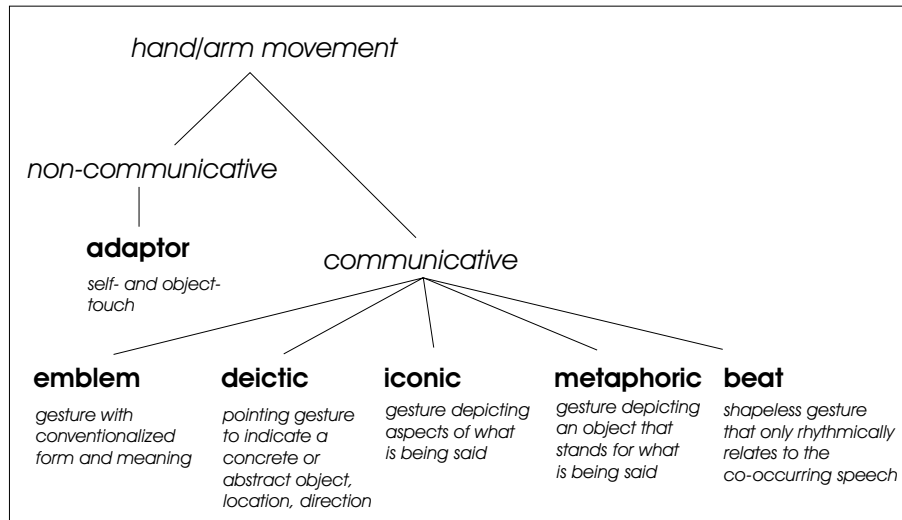 hand/arm movement
non-communicative
adaptor
self- and object-
touch
communicative
emblem
gesture with
conventionalized
form and meaning
deictic
pointing gesture
to indicate a
concrete or
abstract object,
location, direction
iconic
gesture depicting
aspects of what
is being said
metaphoric
gesture depicting
an object that
stands for what
is being said
beat
shapeless gesture
that only rhythmically
relates to the
co-occurring speech